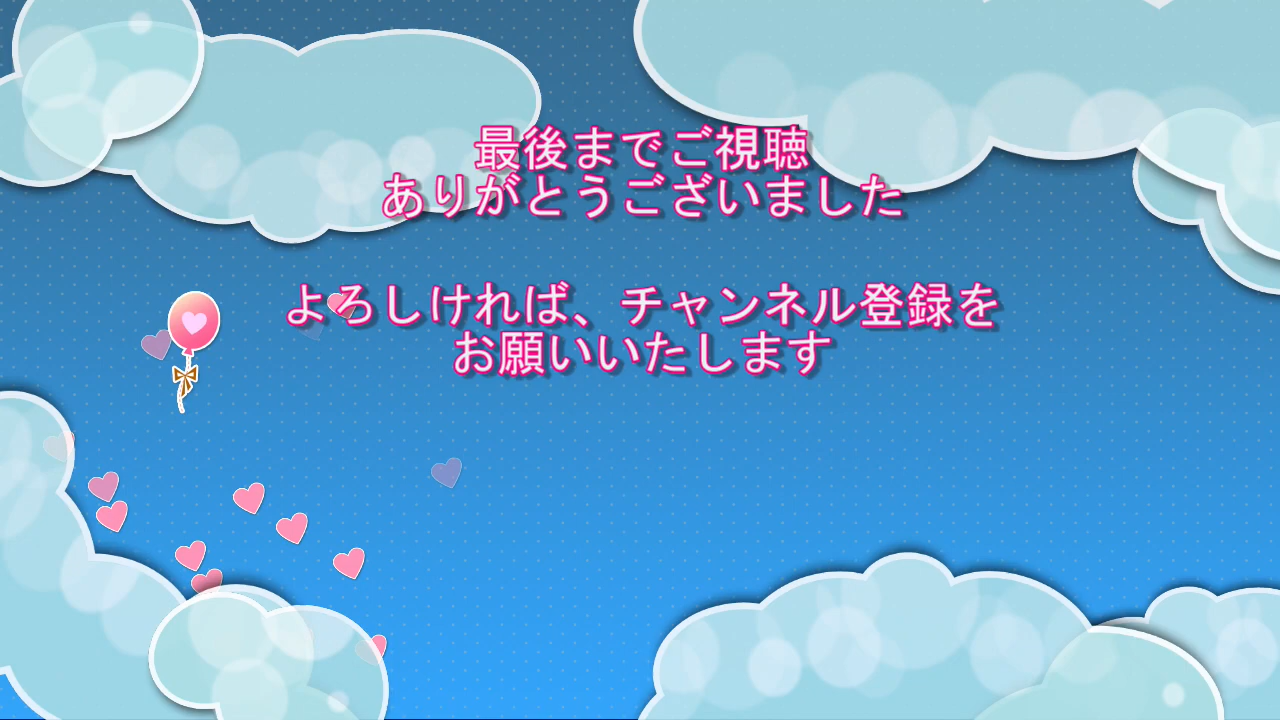 最後までご視聴
ありがとうございました
よろしければ、チャンネル登録を
お願いいたします